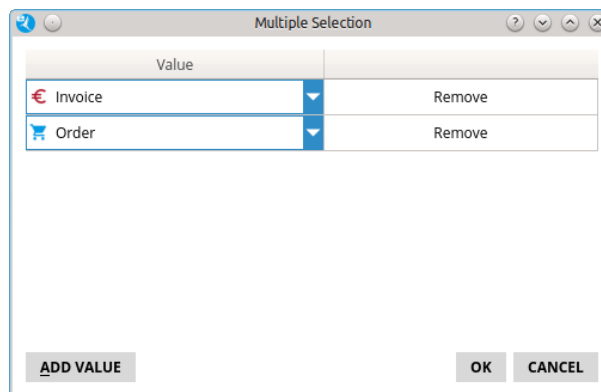 Multiple Selection
Value
€ Invoice Remove
Order Remove
ADD VALUE OK CANCEL